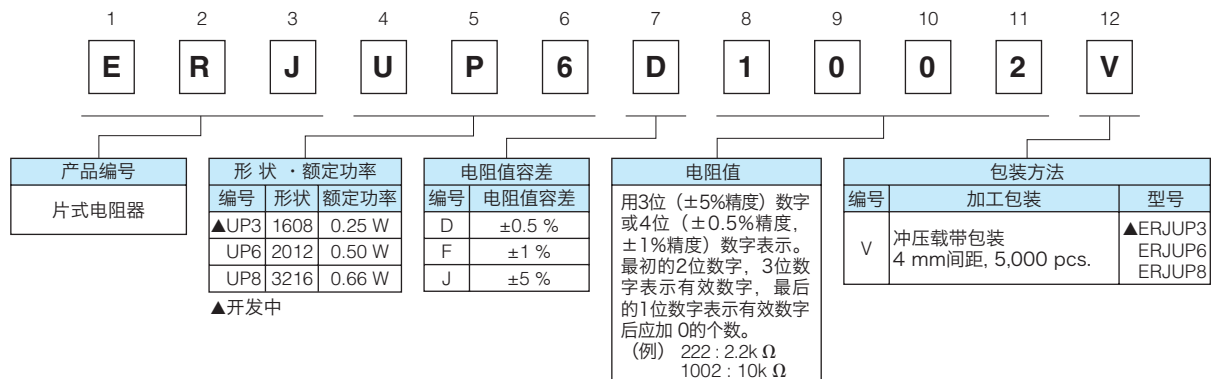 1 2 3 4 5 6 7 8 9 10 11 12
E R J U P 6 D 1 0 0 2 V
产品编号
片式电阻器
形 状 ・额定功率
编号 形状 额定功率
▲UP3 1608 0.25 W
UP6 2012 0.50 W
UP8 3216 0.66 W
▲开发中
电阻值容差
编号 电阻值容差
D ±0.5 %
F ±1 %
J ±5 %
电阻值
用3位（±5%精度）数字
或4位（±0.5%精度，
±1%精度）数字表示。
最初的2位数字，3位数
字表示有效数字，最后
的1位数字表示有效数字
后应加 0的个数。
（例） 222 : 2.2k Ω
1002 : 10k Ω
包装方法
编号 加工包装 型号
V 冲压载带包装
4 mm间距, 5,000 pcs.
▲ERJUP3
ERJUP6
ERJUP8